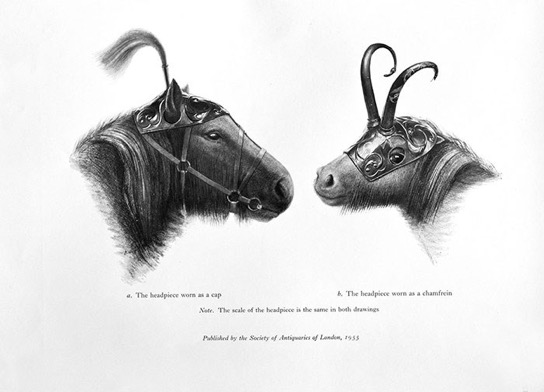 a. The headpiece worn as a cap
b. The headpiece worn as a chamfrein
Note. The scale of the headpiece is the same in both drawings
Published by the Society of Antiquaries of London, 1955